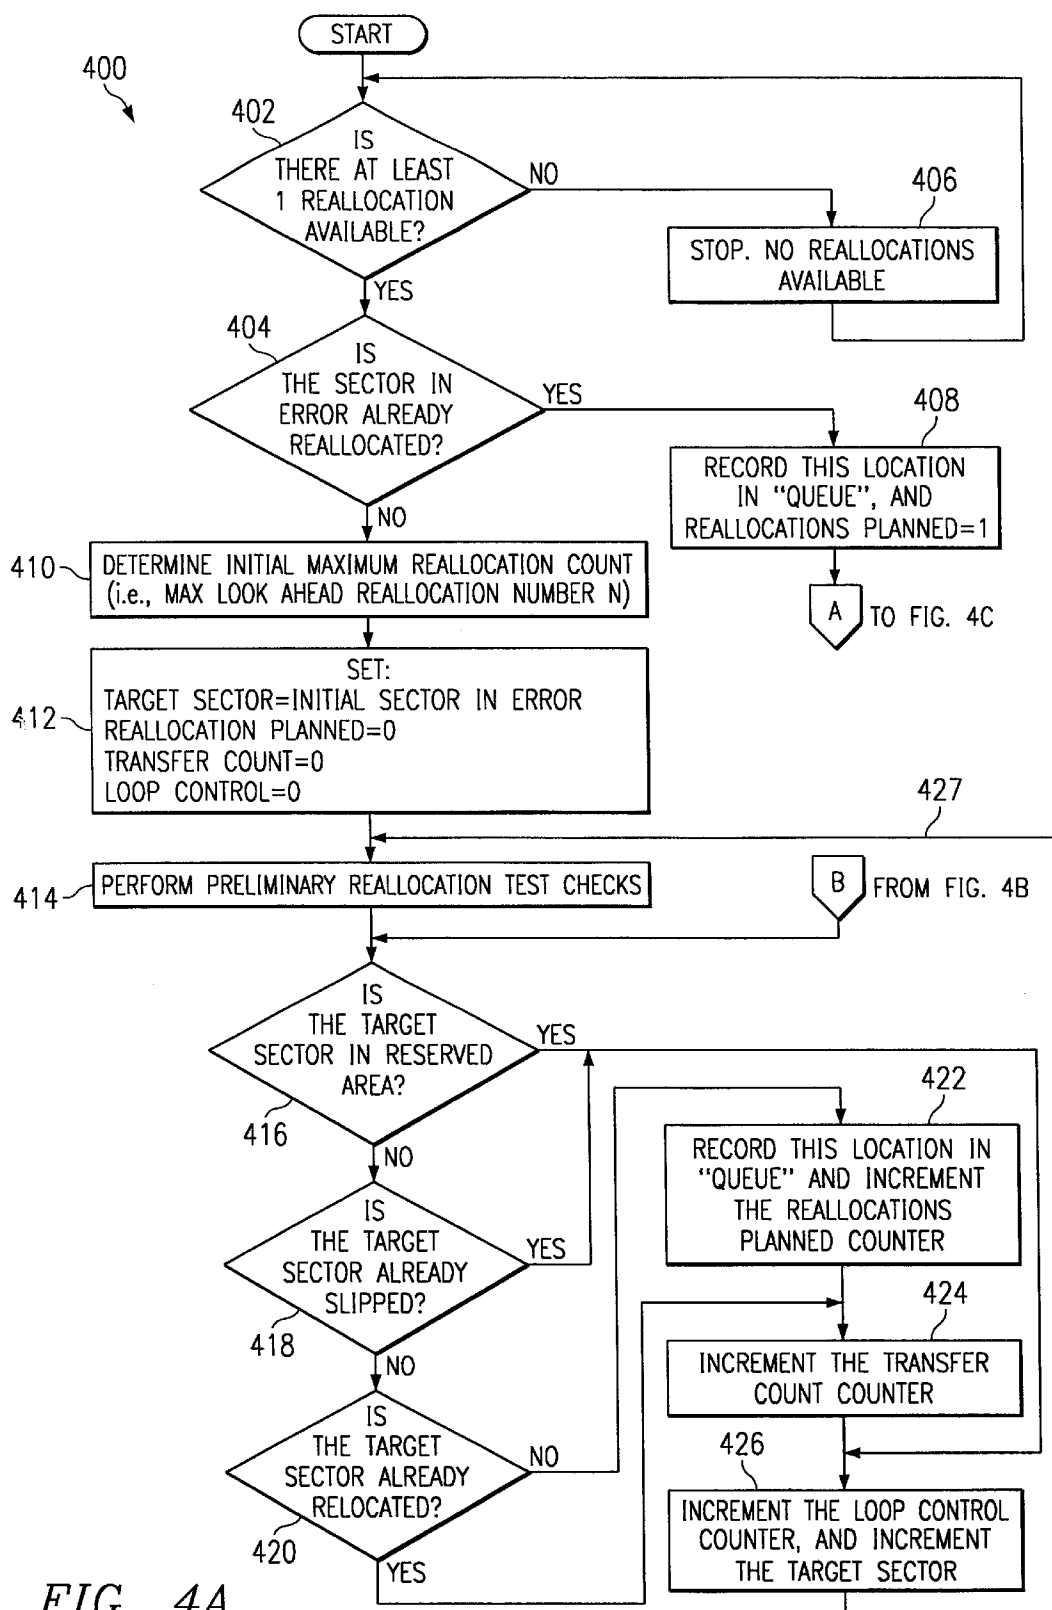 START
400
402
IS
THERE AT LEAST
1 REALLOCATION
AVAILABLE?
NO
406
STOP. NO REALLOCATIONS
AVAILABLE
YES
404
IS
THE SECTOR IN
ERROR ALREADY
REALLOCATED?
YES
408
RECORD THIS LOCATION
IN "QUEUE", AND
REALLOCATIONS PLANNED=1
NO
410
DETERMINE INITIAL MAXIMUM REALLOCATION COUNT
(i.e., MAX LOOK AHEAD REALLOCATION NUMBER N)
A
TO FIG. 4C
412
SET:
TARGET SECTOR=INITIAL SECTOR IN ERROR
REALLOCATION PLANNED=0
TRANSFER COUNT=0
LOOP CONTROL=0
427
414
PERFORM PRELIMINARY REALLOCATION TEST CHECKS
B
FROM FIG. 4B
IS
THE TARGET
SECTOR IN RESERVED
AREA?
YES
416
NO
422
RECORD THIS LOCATION IN
"QUEUE" AND INCREMENT
THE REALLOCATIONS
PLANNED COUNTER
IS
THE TARGET
SECTOR ALREADY
SLIPPED?
YES
418
NO
424
INCREMENT THE TRANSFER
COUNT COUNTER
IS
THE TARGET
SECTOR ALREADY
RELOCATED?
NO
420
YES
426
INCREMENT THE LOOP CONTROL
COUNTER, AND INCREMENT
THE TARGET SECTOR
FIG. 4A